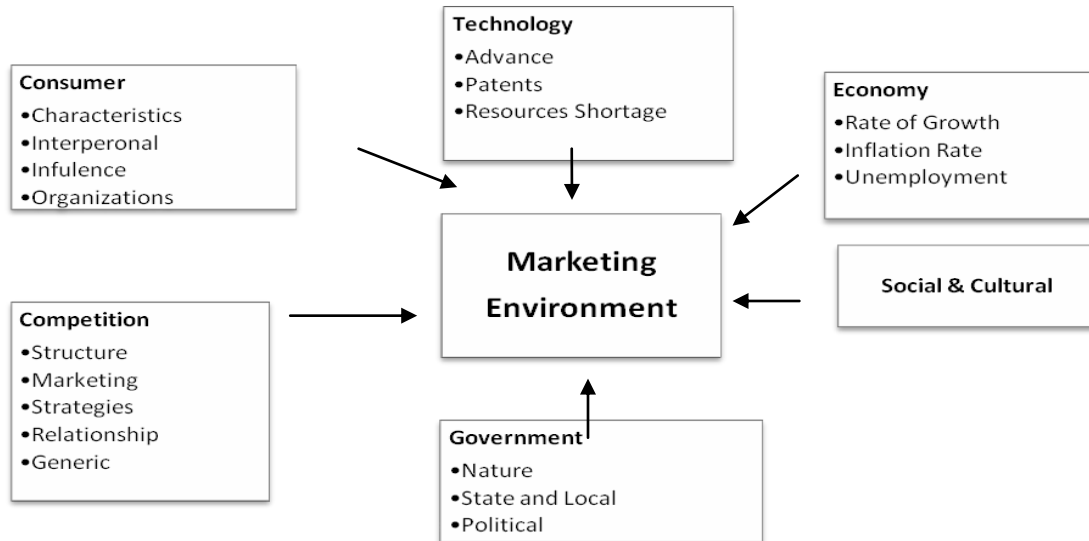 Technology
•Advance
•Patents
•Resources Shortage
Consumer
•Characteristics
•Interperonal
•Infulence
•Organizations
Economy
•Rate of Growth
•Inflation Rate
•Unemployment
Marketing
Environment
Social & Cultural
Competition
•Structure
•Marketing
•Strategies
•Relationship
•Generic
Government
•Nature
•State and Local
•Political